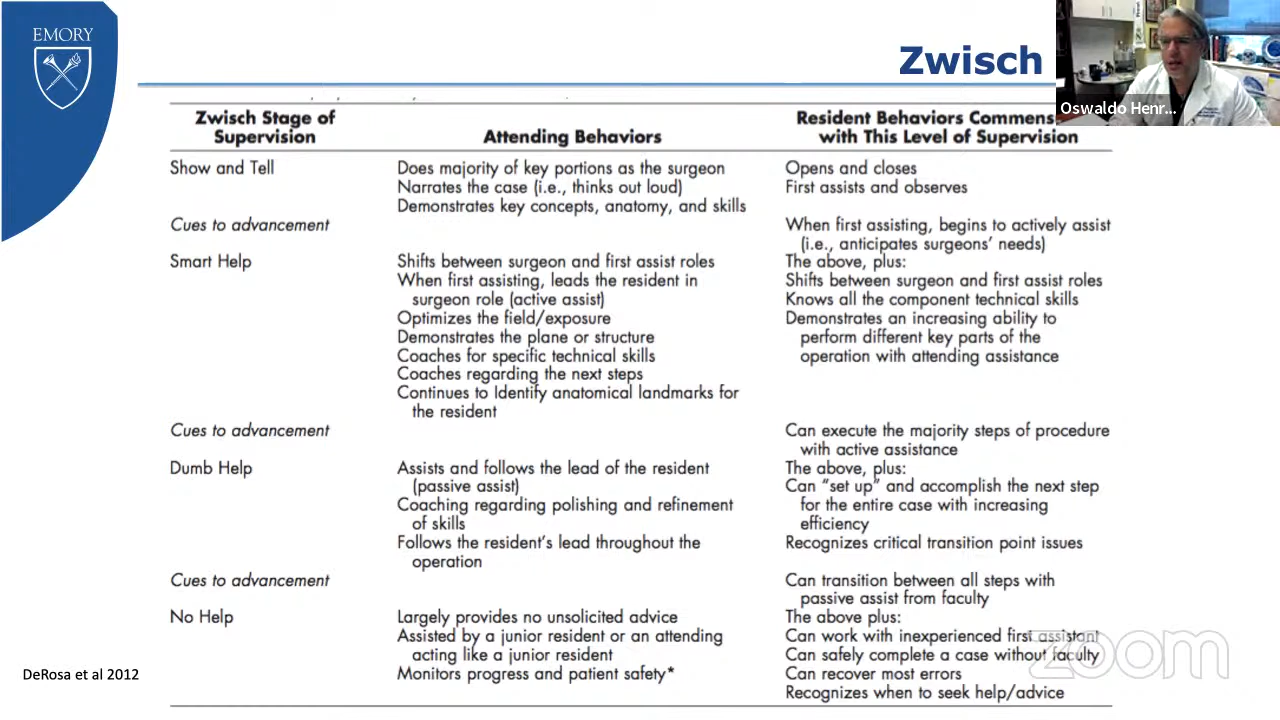 EMORY
Zwisch
Oswaldo Henr...
Zwisch Stage of
Supervision
Attending Behaviors
Resident Behaviors Commens
with This Level of Supervision
Show and Tell
Does majority of key portions as the surgeon
Narrates the case (i.e., thinks out loud)
Demonstrates key concepts, anatomy, and skills
Opens and closes
First assists and observes
Cues to advancement
When first assisting, begins to actively assist
(i.e., anticipates surgeons' needs)
Smart Help
Shifts between surgeon and first assist roles
When first assisting, leads the resident in
surgeon role (active assist)
Optimizes the field/exposure
Demonstrates the plane or structure
Coaches for specific technical skills
Coaches regarding the next steps
Continues to Identify anatomical landmarks for
the resident
The above, plus:
Shifts between surgeon and first assist roles
Knows all the component technical skills
Demonstrates an increasing ability to
perform different key parts of the
operation with attending assistance
Cues to advancement
Can execute the majority steps of procedure
with active assistance
Dumb Help
Assists and follows the lead of the resident
(passive assist)
Coaching regarding polishing and refinement
of skills
Follows the resident's lead throughout the
operation
The above, plus:
Can "set up" and accomplish the next step
for the entire case with increasing
efficiency
Recognizes critical transition point issues
Cues to advancement
Can transition between all steps with
passive assist from faculty
No Help
Largely provides no unsolicited advice
Assisted by a junior resident or an attending
acting like a junior resident
Monitors progress and patient safety*
The above plus:
Can work with inexperienced first assistant
Can safely complete a case without faculty
Can recover most errors
Recognizes when to seek help/advice
DeRosa et al 2012
zoom